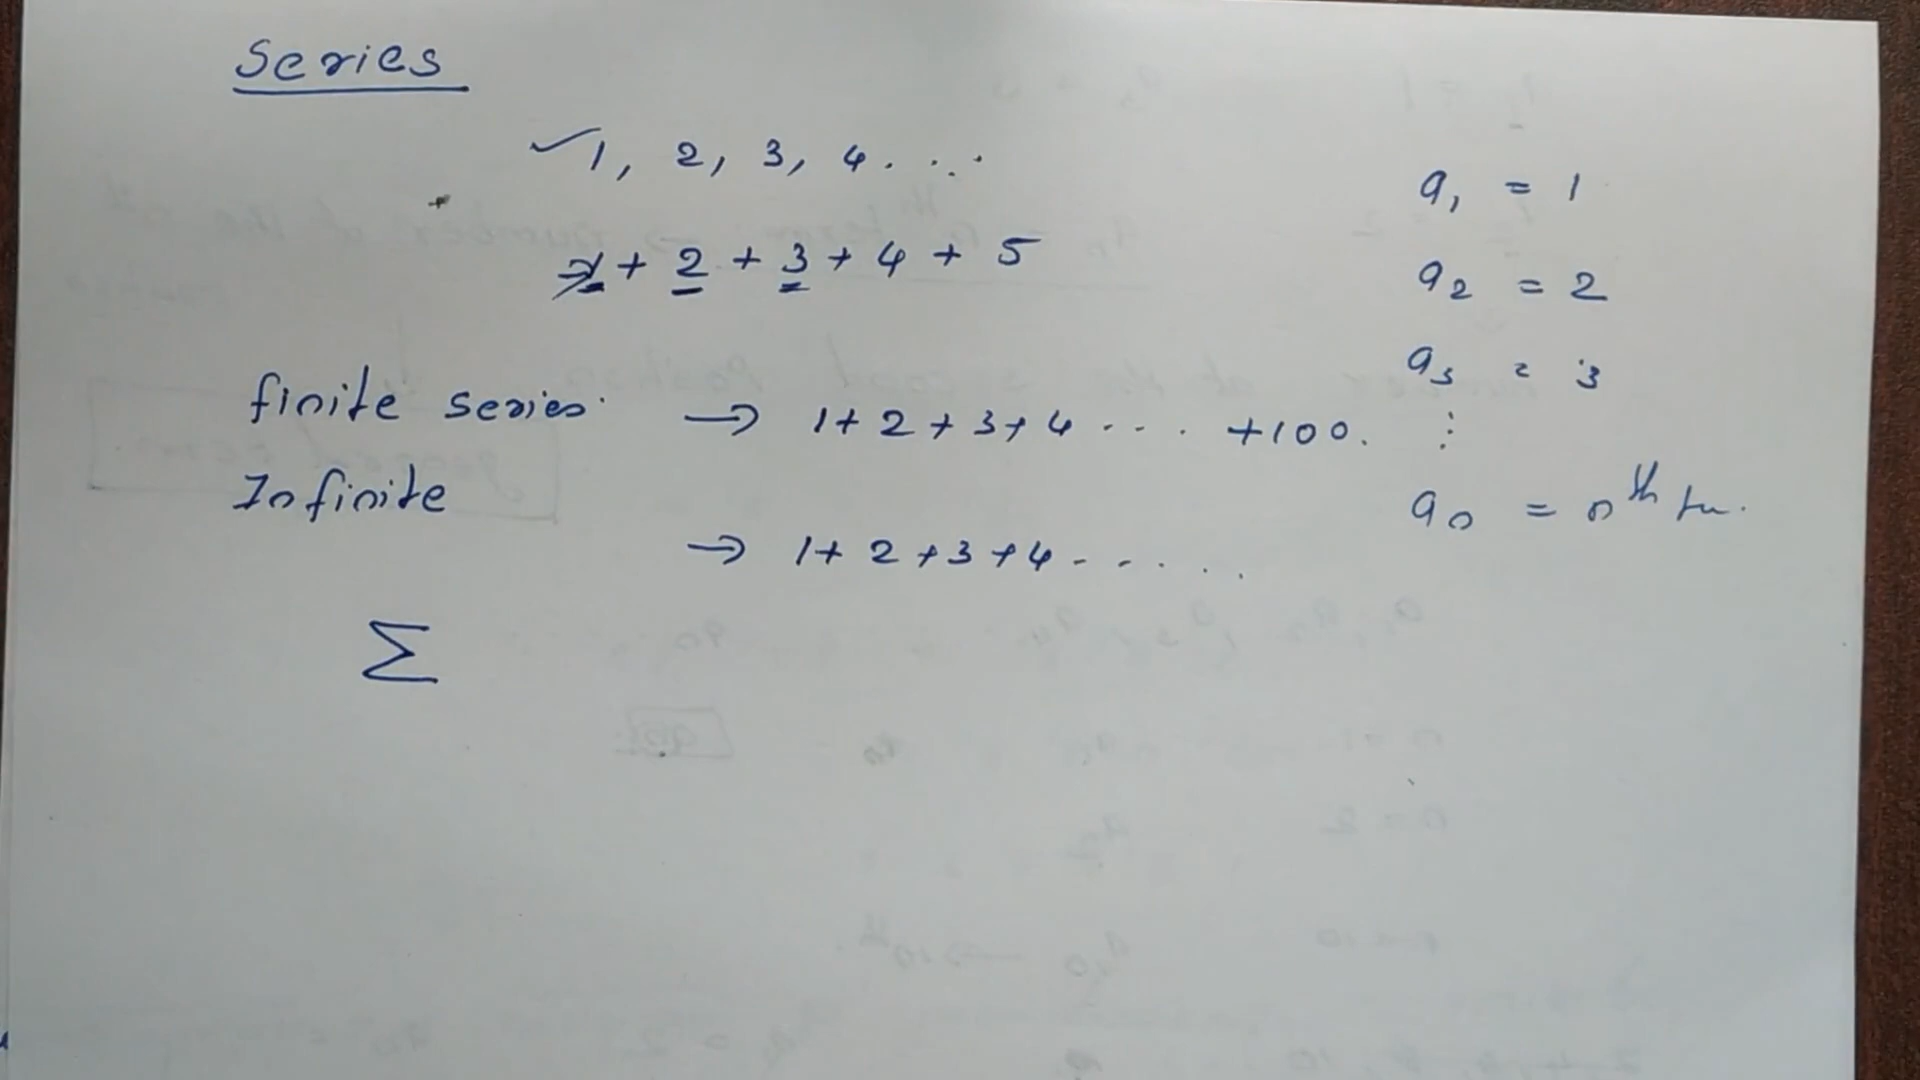 Series
1, 2, 3, 4 . . . .
1 + 2 + 3 + 4 + 5
finite series → 1 + 2 + 3 + 4 . . . . +100.
Infinite
→ 1 + 2 + 3 + 4 - - . . .
Σ
a1 = 1
a2 = 2
a3 = 3
⋮
an = nth